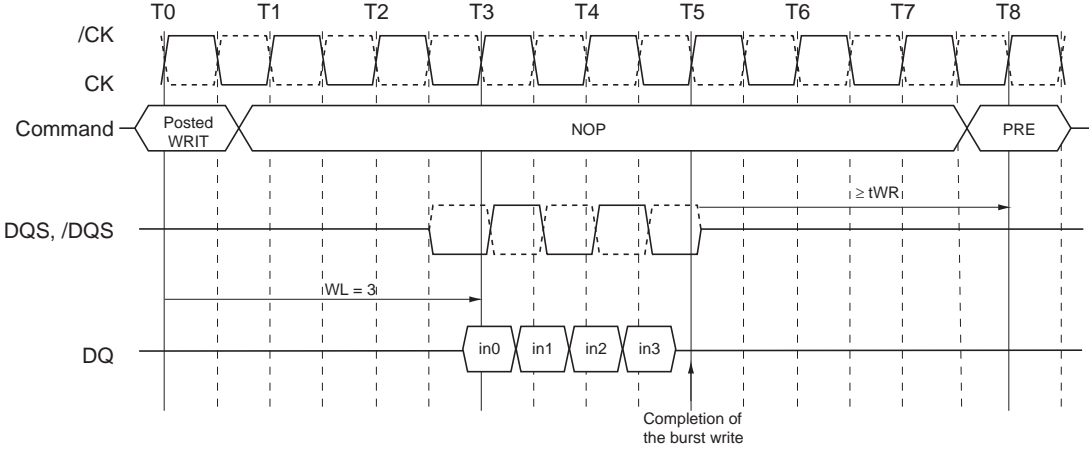 T0 T1 T2 T3 T4 T5 T6 T7 T8
/CK
CK
Command
Posted
WRIT
NOP
PRE
≥ tWR
DQS, /DQS
WL = 3
DQ
in0 in1 in2 in3
Completion of
the burst write